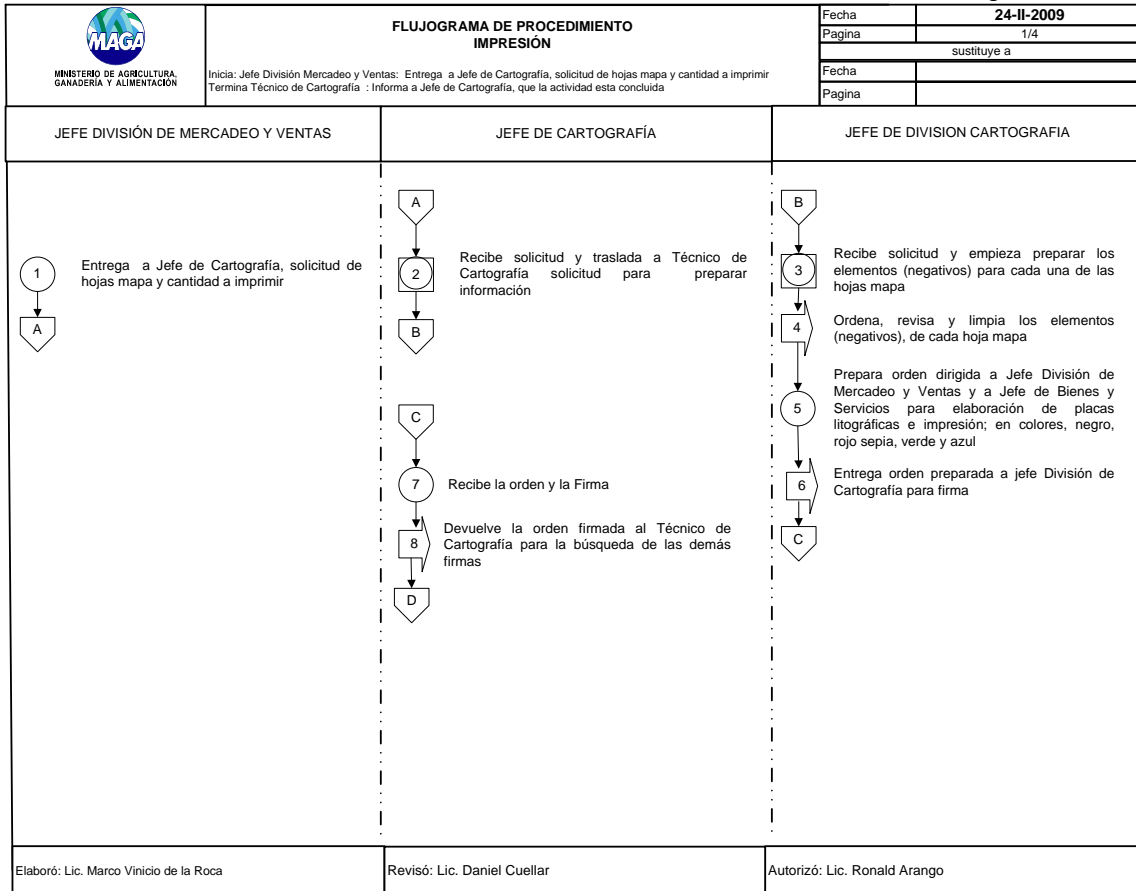 MAGA
MINISTERIO DE AGRICULTURA,
GANADERÍA Y ALIMENTACIÓN
FLUJOGRAMA DE PROCEDIMIENTO
IMPRESIÓN
Inicia: Jefe División Mercadeo y Ventas: Entrega a Jefe de Cartografía, solicitud de hojas mapa y cantidad a imprimir
Termina Técnico de Cartografía : Informa a Jefe de Cartografía, que la actividad esta concluida
Fecha 24-II-2009
Pagina 1/4
sustituye a
Fecha
Pagina
JEFE DIVISIÓN DE MERCADEO Y VENTAS
JEFE DE CARTOGRAFÍA
JEFE DE DIVISION CARTOGRAFIA
1
Entrega a Jefe de Cartografía, solicitud de
hojas mapa y cantidad a imprimir
A
A
2
Recibe solicitud y traslada a Técnico de
Cartografía solicitud para preparar
información
B
C
7
Recibe la orden y la Firma
8
Devuelve la orden firmada al Técnico de
Cartografía para la búsqueda de las demás
firmas
D
B
3
Recibe solicitud y empieza preparar los
elementos (negativos) para cada una de las
hojas mapa
4
Ordena, revisa y limpia los elementos
(negativos), de cada hoja mapa
5
Prepara orden dirigida a Jefe División de
Mercadeo y Ventas y a Jefe de Bienes y
Servicios para elaboración de placas
litográficas e impresión; en colores, negro,
rojo sepia, verde y azul
6
Entrega orden preparada a jefe División de
Cartografía para firma
C
Elaboró: Lic. Marco Vinicio de la Roca
Revisó: Lic. Daniel Cuellar
Autorizó: Lic. Ronald Arango